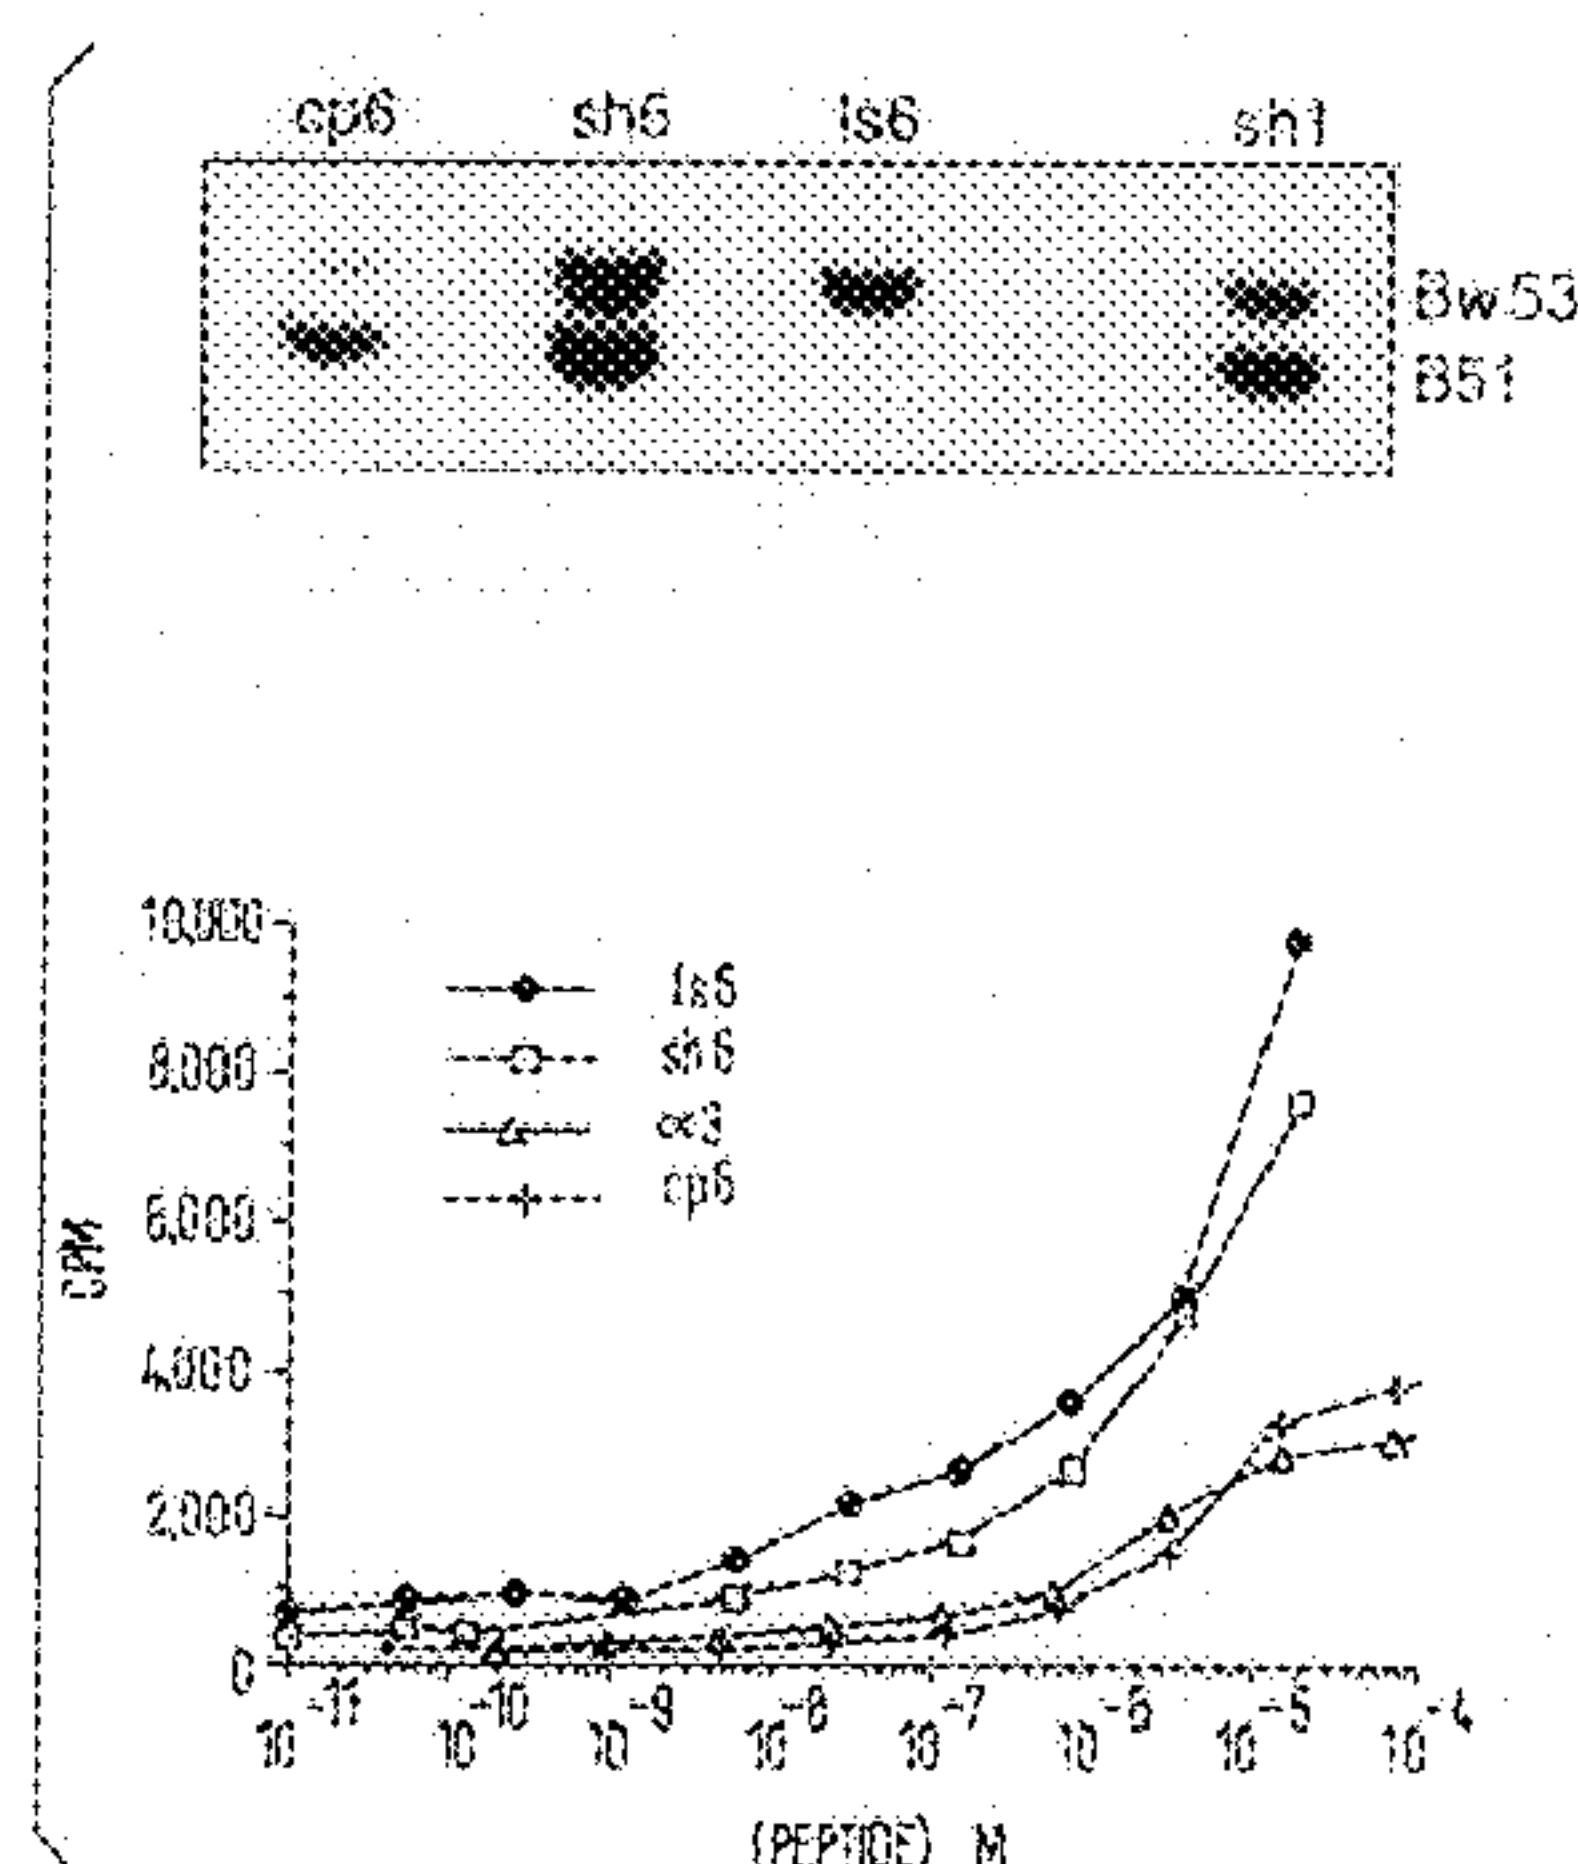 cp6 sh6 ls6 sh1
Bw53
B51
10,000
8,000
6,000
4,000
2,000
0
CPM
ls6
sh6
∝3
cp6
10⁻¹¹ 10⁻¹⁰ 10⁻⁹ 10⁻⁸ 10⁻⁷ 10⁻⁶ 10⁻⁵ 10⁻⁴
(PEPTIDE) M